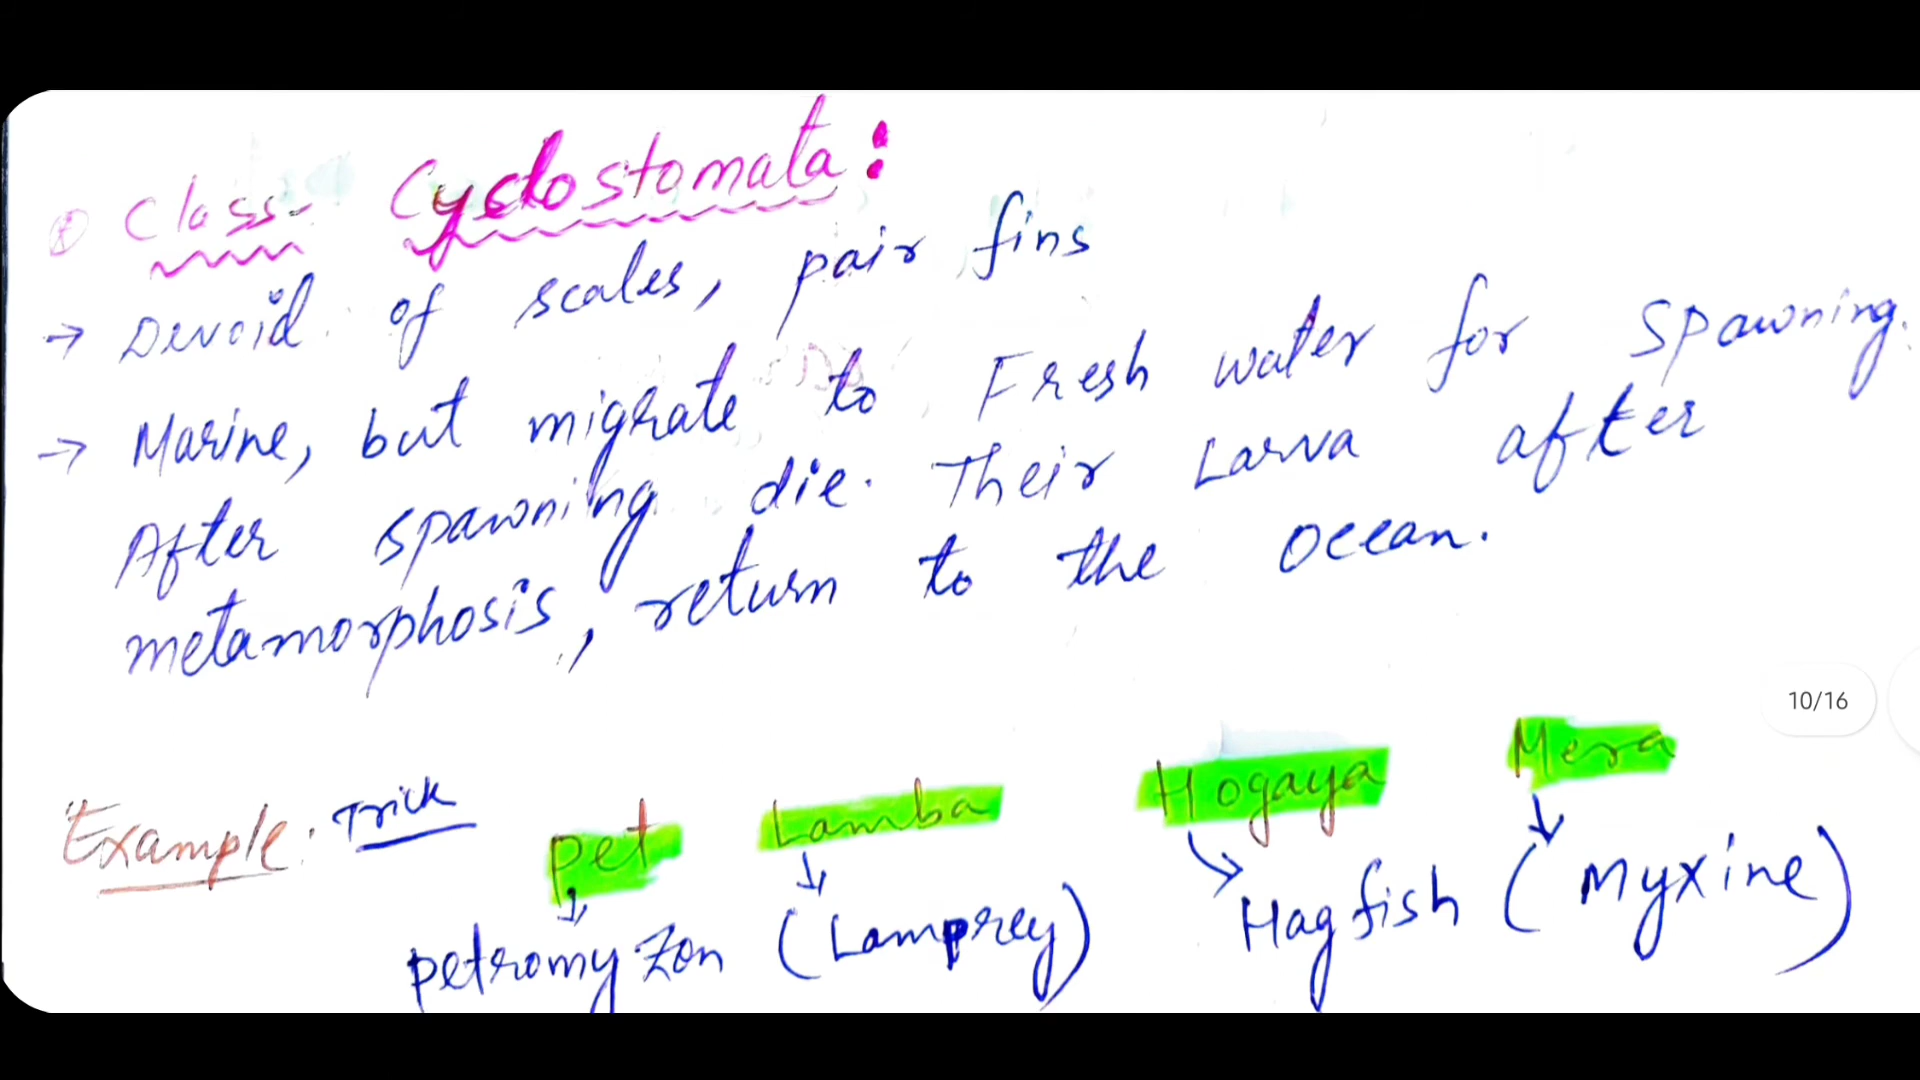 Class- Cyclostomata:
→ Devoid of scales, pair fins
→ Marine, but migrate to Fresh water for Spawning.
After spawning die. Their Larva after
metamorphosis, return to the ocean.
10/16
Example: Trick Pet Lamba Hogaya Mera
petromyzon (Lamprey) Hagfish (Myxine)